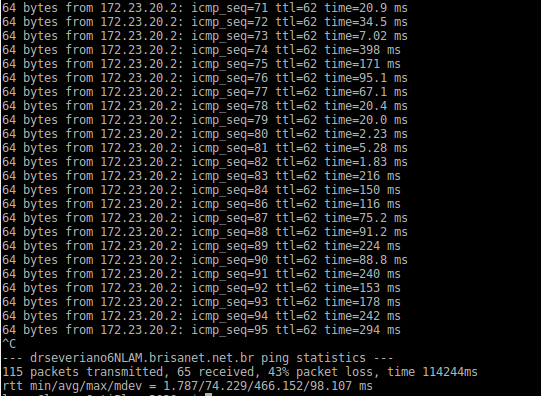 64 bytes from 172.23.20.2: icmp_seq=71 ttl=62 time=20.9 ms
64 bytes from 172.23.20.2: icmp_seq=72 ttl=62 time=34.5 ms
64 bytes from 172.23.20.2: icmp_seq=73 ttl=62 time=7.02 ms
64 bytes from 172.23.20.2: icmp_seq=74 ttl=62 time=398 ms
64 bytes from 172.23.20.2: icmp_seq=75 ttl=62 time=171 ms
64 bytes from 172.23.20.2: icmp_seq=76 ttl=62 time=95.1 ms
64 bytes from 172.23.20.2: icmp_seq=77 ttl=62 time=67.1 ms
64 bytes from 172.23.20.2: icmp_seq=78 ttl=62 time=20.4 ms
64 bytes from 172.23.20.2: icmp_seq=79 ttl=62 time=20.0 ms
64 bytes from 172.23.20.2: icmp_seq=80 ttl=62 time=2.23 ms
64 bytes from 172.23.20.2: icmp_seq=81 ttl=62 time=5.28 ms
64 bytes from 172.23.20.2: icmp_seq=82 ttl=62 time=1.83 ms
64 bytes from 172.23.20.2: icmp_seq=83 ttl=62 time=216 ms
64 bytes from 172.23.20.2: icmp_seq=84 ttl=62 time=150 ms
64 bytes from 172.23.20.2: icmp_seq=86 ttl=62 time=116 ms
64 bytes from 172.23.20.2: icmp_seq=87 ttl=62 time=75.2 ms
64 bytes from 172.23.20.2: icmp_seq=88 ttl=62 time=91.2 ms
64 bytes from 172.23.20.2: icmp_seq=89 ttl=62 time=224 ms
64 bytes from 172.23.20.2: icmp_seq=90 ttl=62 time=88.8 ms
64 bytes from 172.23.20.2: icmp_seq=91 ttl=62 time=240 ms
64 bytes from 172.23.20.2: icmp_seq=92 ttl=62 time=153 ms
64 bytes from 172.23.20.2: icmp_seq=93 ttl=62 time=178 ms
64 bytes from 172.23.20.2: icmp_seq=94 ttl=62 time=242 ms
64 bytes from 172.23.20.2: icmp_seq=95 ttl=62 time=294 ms
^C
--- drseveriano6NLAM.brisanet.net.br ping statistics ---
115 packets transmitted, 65 received, 43% packet loss, time 114244ms
rtt min/avg/max/mdev = 1.787/74.229/466.152/98.107 ms